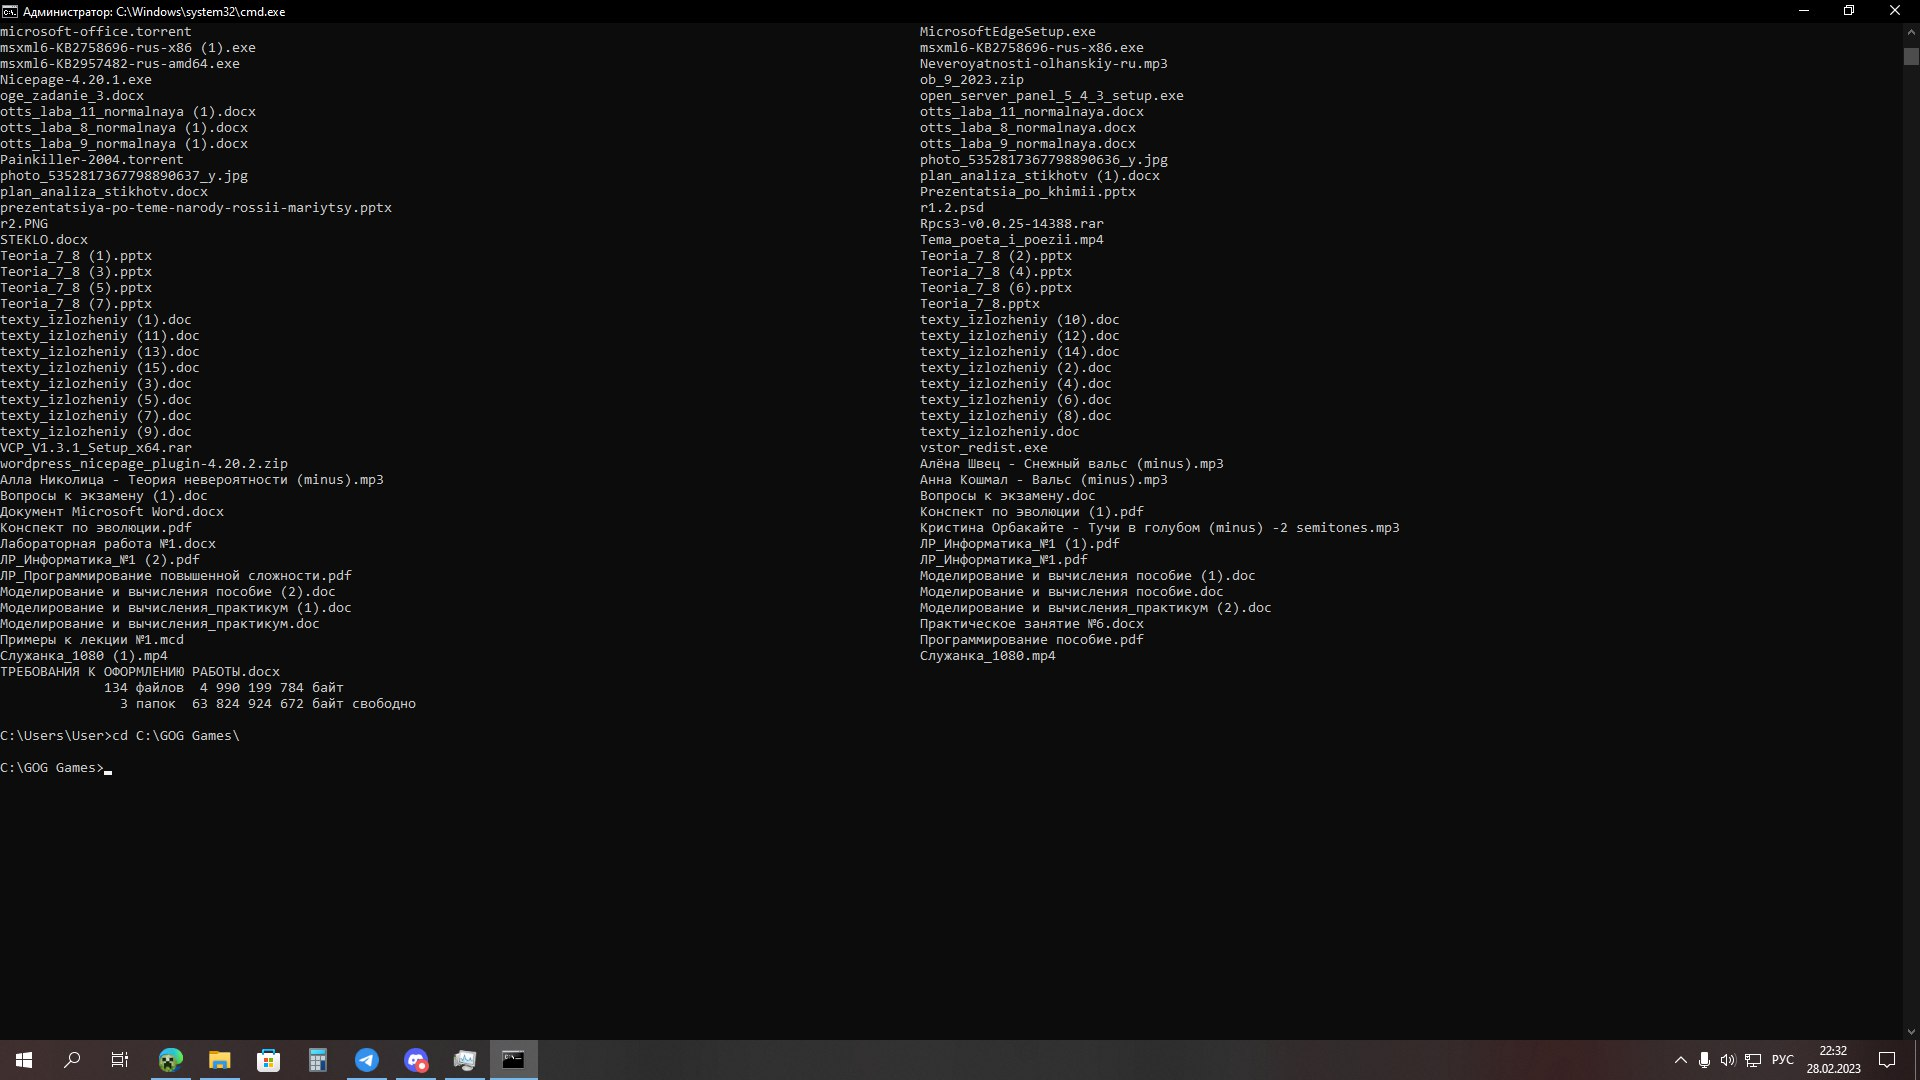 Администратор: C:\Windows\system32\cmd.exe
microsoft-office.torrent MicrosoftEdgeSetup.exe
msxml6-KB2758696-rus-x86 (1).exe msxml6-KB2758696-rus-x86.exe
msxml6-KB2957482-rus-amd64.exe Neveroyatnosti-olhanskiy-ru.mp3
Nicepage-4.20.1.exe ob_9_2023.zip
oge_zadanie_3.docx open_server_panel_5_4_3_setup.exe
otts_laba_11_normalnaya (1).docx otts_laba_11_normalnaya.docx
otts_laba_8_normalnaya (1).docx otts_laba_8_normalnaya.docx
otts_laba_9_normalnaya (1).docx otts_laba_9_normalnaya.docx
Painkiller-2004.torrent photo_5352817367798890636_y.jpg
photo_5352817367798890637_y.jpg plan_analiza_stikhotv (1).docx
plan_analiza_stikhotv.docx Prezentatsia_po_khimii.pptx
prezentatsiya-po-teme-narody-rossii-mariytsy.pptx r1.2.psd
r2.PNG Rpcs3-v0.0.25-14388.rar
STEKLO.docx Tema_poeta_i_poezii.mp4
Teoria_7_8 (1).pptx Teoria_7_8 (2).pptx
Teoria_7_8 (3).pptx Teoria_7_8 (4).pptx
Teoria_7_8 (5).pptx Teoria_7_8 (6).pptx
Teoria_7_8 (7).pptx Teoria_7_8.pptx
texty_izlozheniy (1).doc texty_izlozheniy (10).doc
texty_izlozheniy (11).doc texty_izlozheniy (12).doc
texty_izlozheniy (13).doc texty_izlozheniy (14).doc
texty_izlozheniy (15).doc texty_izlozheniy (2).doc
texty_izlozheniy (3).doc texty_izlozheniy (4).doc
texty_izlozheniy (5).doc texty_izlozheniy (6).doc
texty_izlozheniy (7).doc texty_izlozheniy (8).doc
texty_izlozheniy (9).doc texty_izlozheniy.doc
VCP_V1.3.1_Setup_x64.rar vstor_redist.exe
wordpress_nicepage_plugin-4.20.2.zip Алёна Швец - Снежный вальс (minus).mp3
Алла Николица - Теория невероятности (minus).mp3 Анна Кошмал - Вальс (minus).mp3
Вопросы к экзамену (1).doc Вопросы к экзамену.doc
Документ Microsoft Word.docx Конспект по эволюции (1).pdf
Конспект по эволюции.pdf Кристина Орбакайте - Тучи в голубом (minus) -2 semitones.mp3
Лабораторная работа №1.docx ЛР_Информатика_№1 (1).pdf
ЛР_Информатика_№1 (2).pdf ЛР_Информатика_№1.pdf
ЛР_Программирование повышенной сложности.pdf Моделирование и вычисления пособие (1).doc
Моделирование и вычисления пособие (2).doc Моделирование и вычисления пособие.doc
Моделирование и вычисления_практикум (1).doc Моделирование и вычисления_практикум (2).doc
Моделирование и вычисления_практикум.doc Практическое занятие №6.docx
Примеры к лекции №1.mcd Программирование пособие.pdf
Служанка_1080 (1).mp4 Служанка_1080.mp4
ТРЕБОВАНИЯ К ОФОРМЛЕНИЮ РАБОТЫ.docx
134 файлов 4 990 199 784 байт
3 папок 63 824 924 672 байт свободно
C:\Users\User>cd C:\GOG Games\
C:\GOG Games>
РУС
22:32
28.02.2023